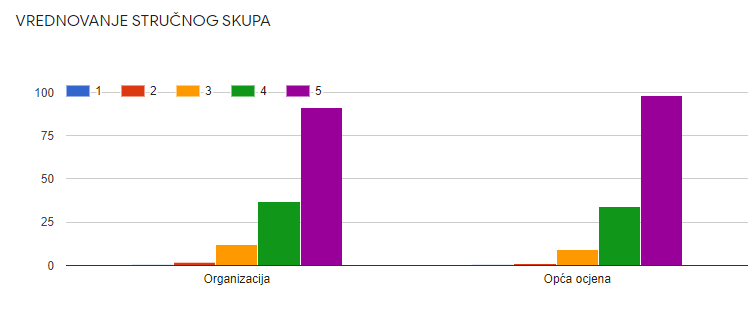 VREDNOVANJE STRUČNOG SKUPA
1 2 3 4 5
100
75
50
25
0
Organizacija Opća ocjena